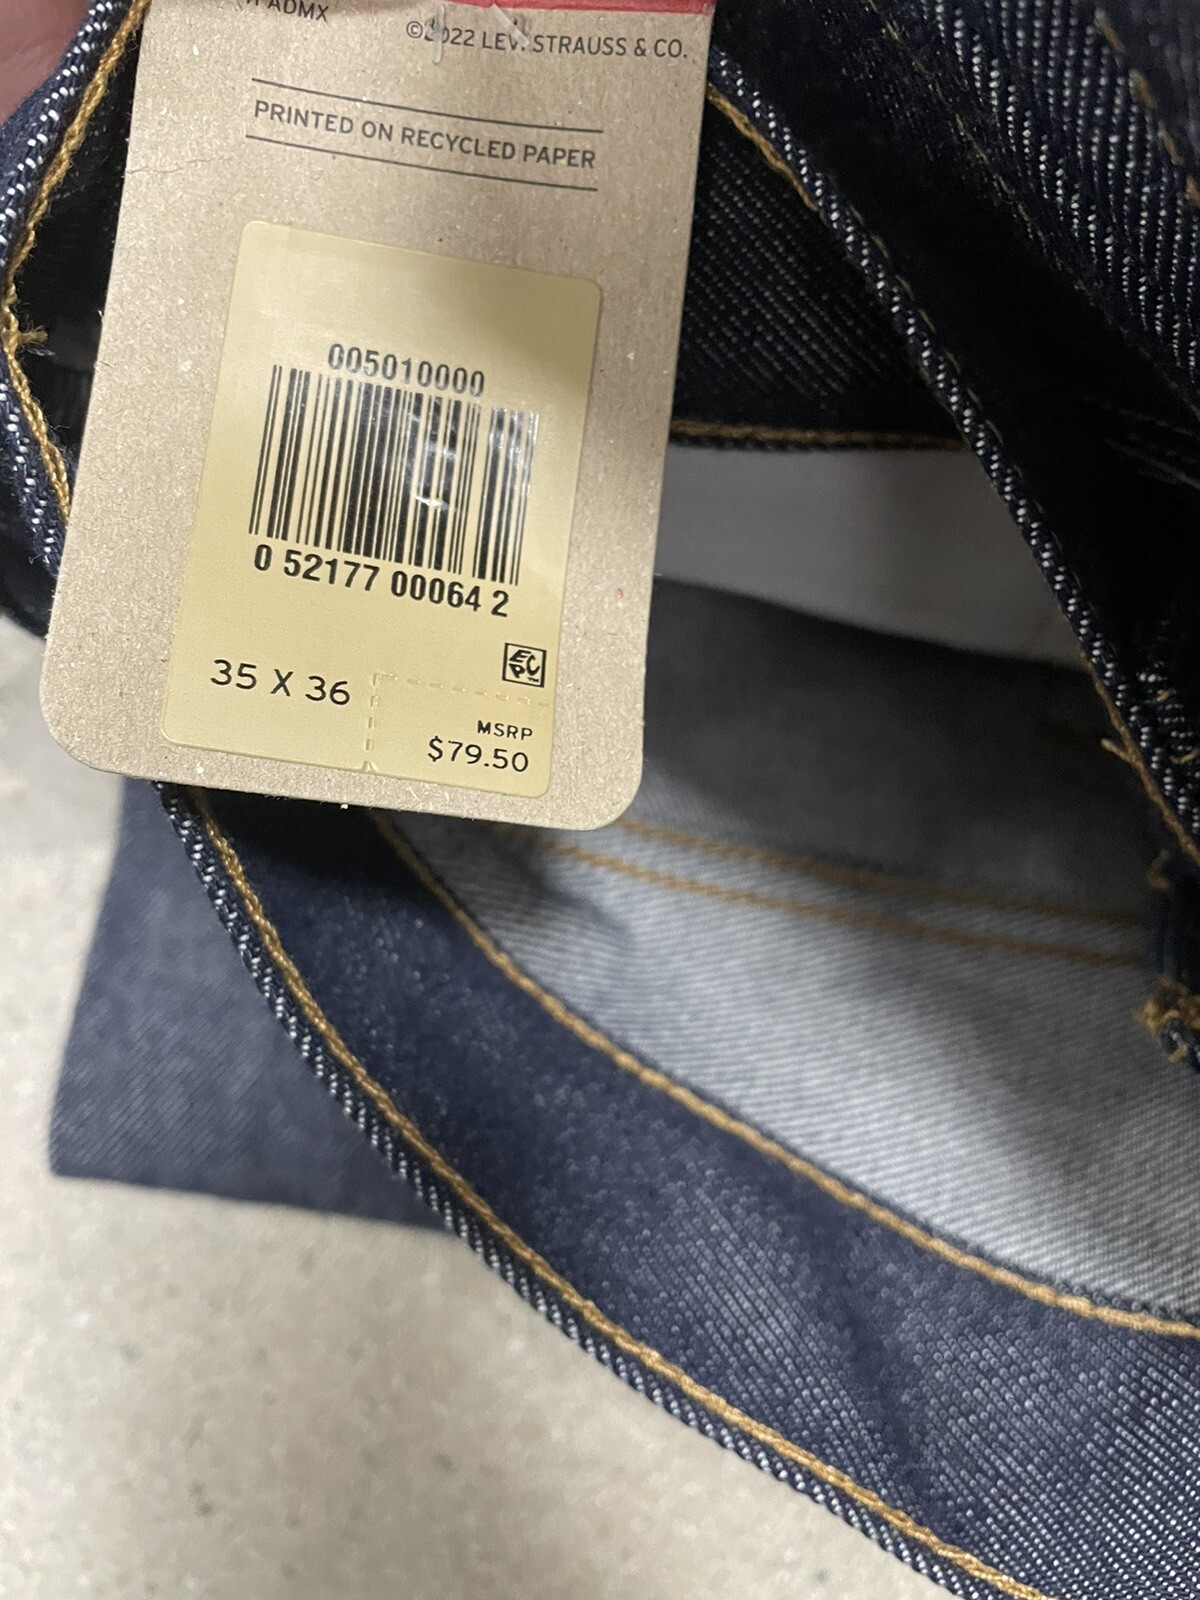 ADMX
©2022 LEVI STRAUSS & CO.
PRINTED ON RECYCLED PAPER
005010000
0 52177 00064 2
EPC
35 X 36
MSRP
$79.50